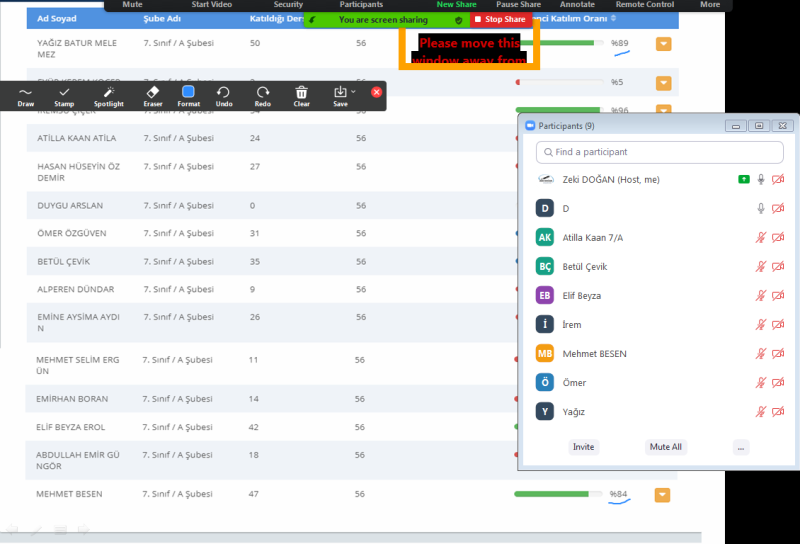 Mute Start Video Security Participants New Share Pause Share Annotate Remote Control More
You are screen sharing Stop Share
Ad Soyad Şube Adı Katıldığı Ders
Katılım Oranı
Please move this
window away from
YAĞIZ BATUR MELE
MEZ
7. Sınıf / A Şubesi 50 56 %89
56 %5
Draw Stamp Spotlight Eraser Format Undo Redo Clear Save
%96
ATİLLA KAAN ATİLA 7. Sınıf / A Şubesi 24 56
HASAN HÜSEYİN ÖZ
DEMİR
7. Sınıf / A Şubesi 27 56
DUYGU ARSLAN 7. Sınıf / A Şubesi 0 56
ÖMER ÖZGÜVEN 7. Sınıf / A Şubesi 31 56
BETÜL ÇEVİK 7. Sınıf / A Şubesi 35 56
ALPEREN DÜNDAR 7. Sınıf / A Şubesi 9 56
EMİNE AYSİMA AYDI
N
7. Sınıf / A Şubesi 26 56
MEHMET SELİM ERG
ÜN
7. Sınıf / A Şubesi 11 56
EMİRHAN BORAN 7. Sınıf / A Şubesi 14 56
ELİF BEYZA EROL 7. Sınıf / A Şubesi 42 56
ABDULLAH EMİR GÜ
NGÖR
7. Sınıf / A Şubesi 18 56
MEHMET BESEN 7. Sınıf / A Şubesi 47 56 %84
Participants (9)
Find a participant
Zeki DOĞAN (Host, me)
D D
AK Atilla Kaan 7/A
BÇ Betül Çevik
EB Elif Beyza
İ İrem
MB Mehmet BESEN
Ö Ömer
Y Yağız
Invite Mute All ...